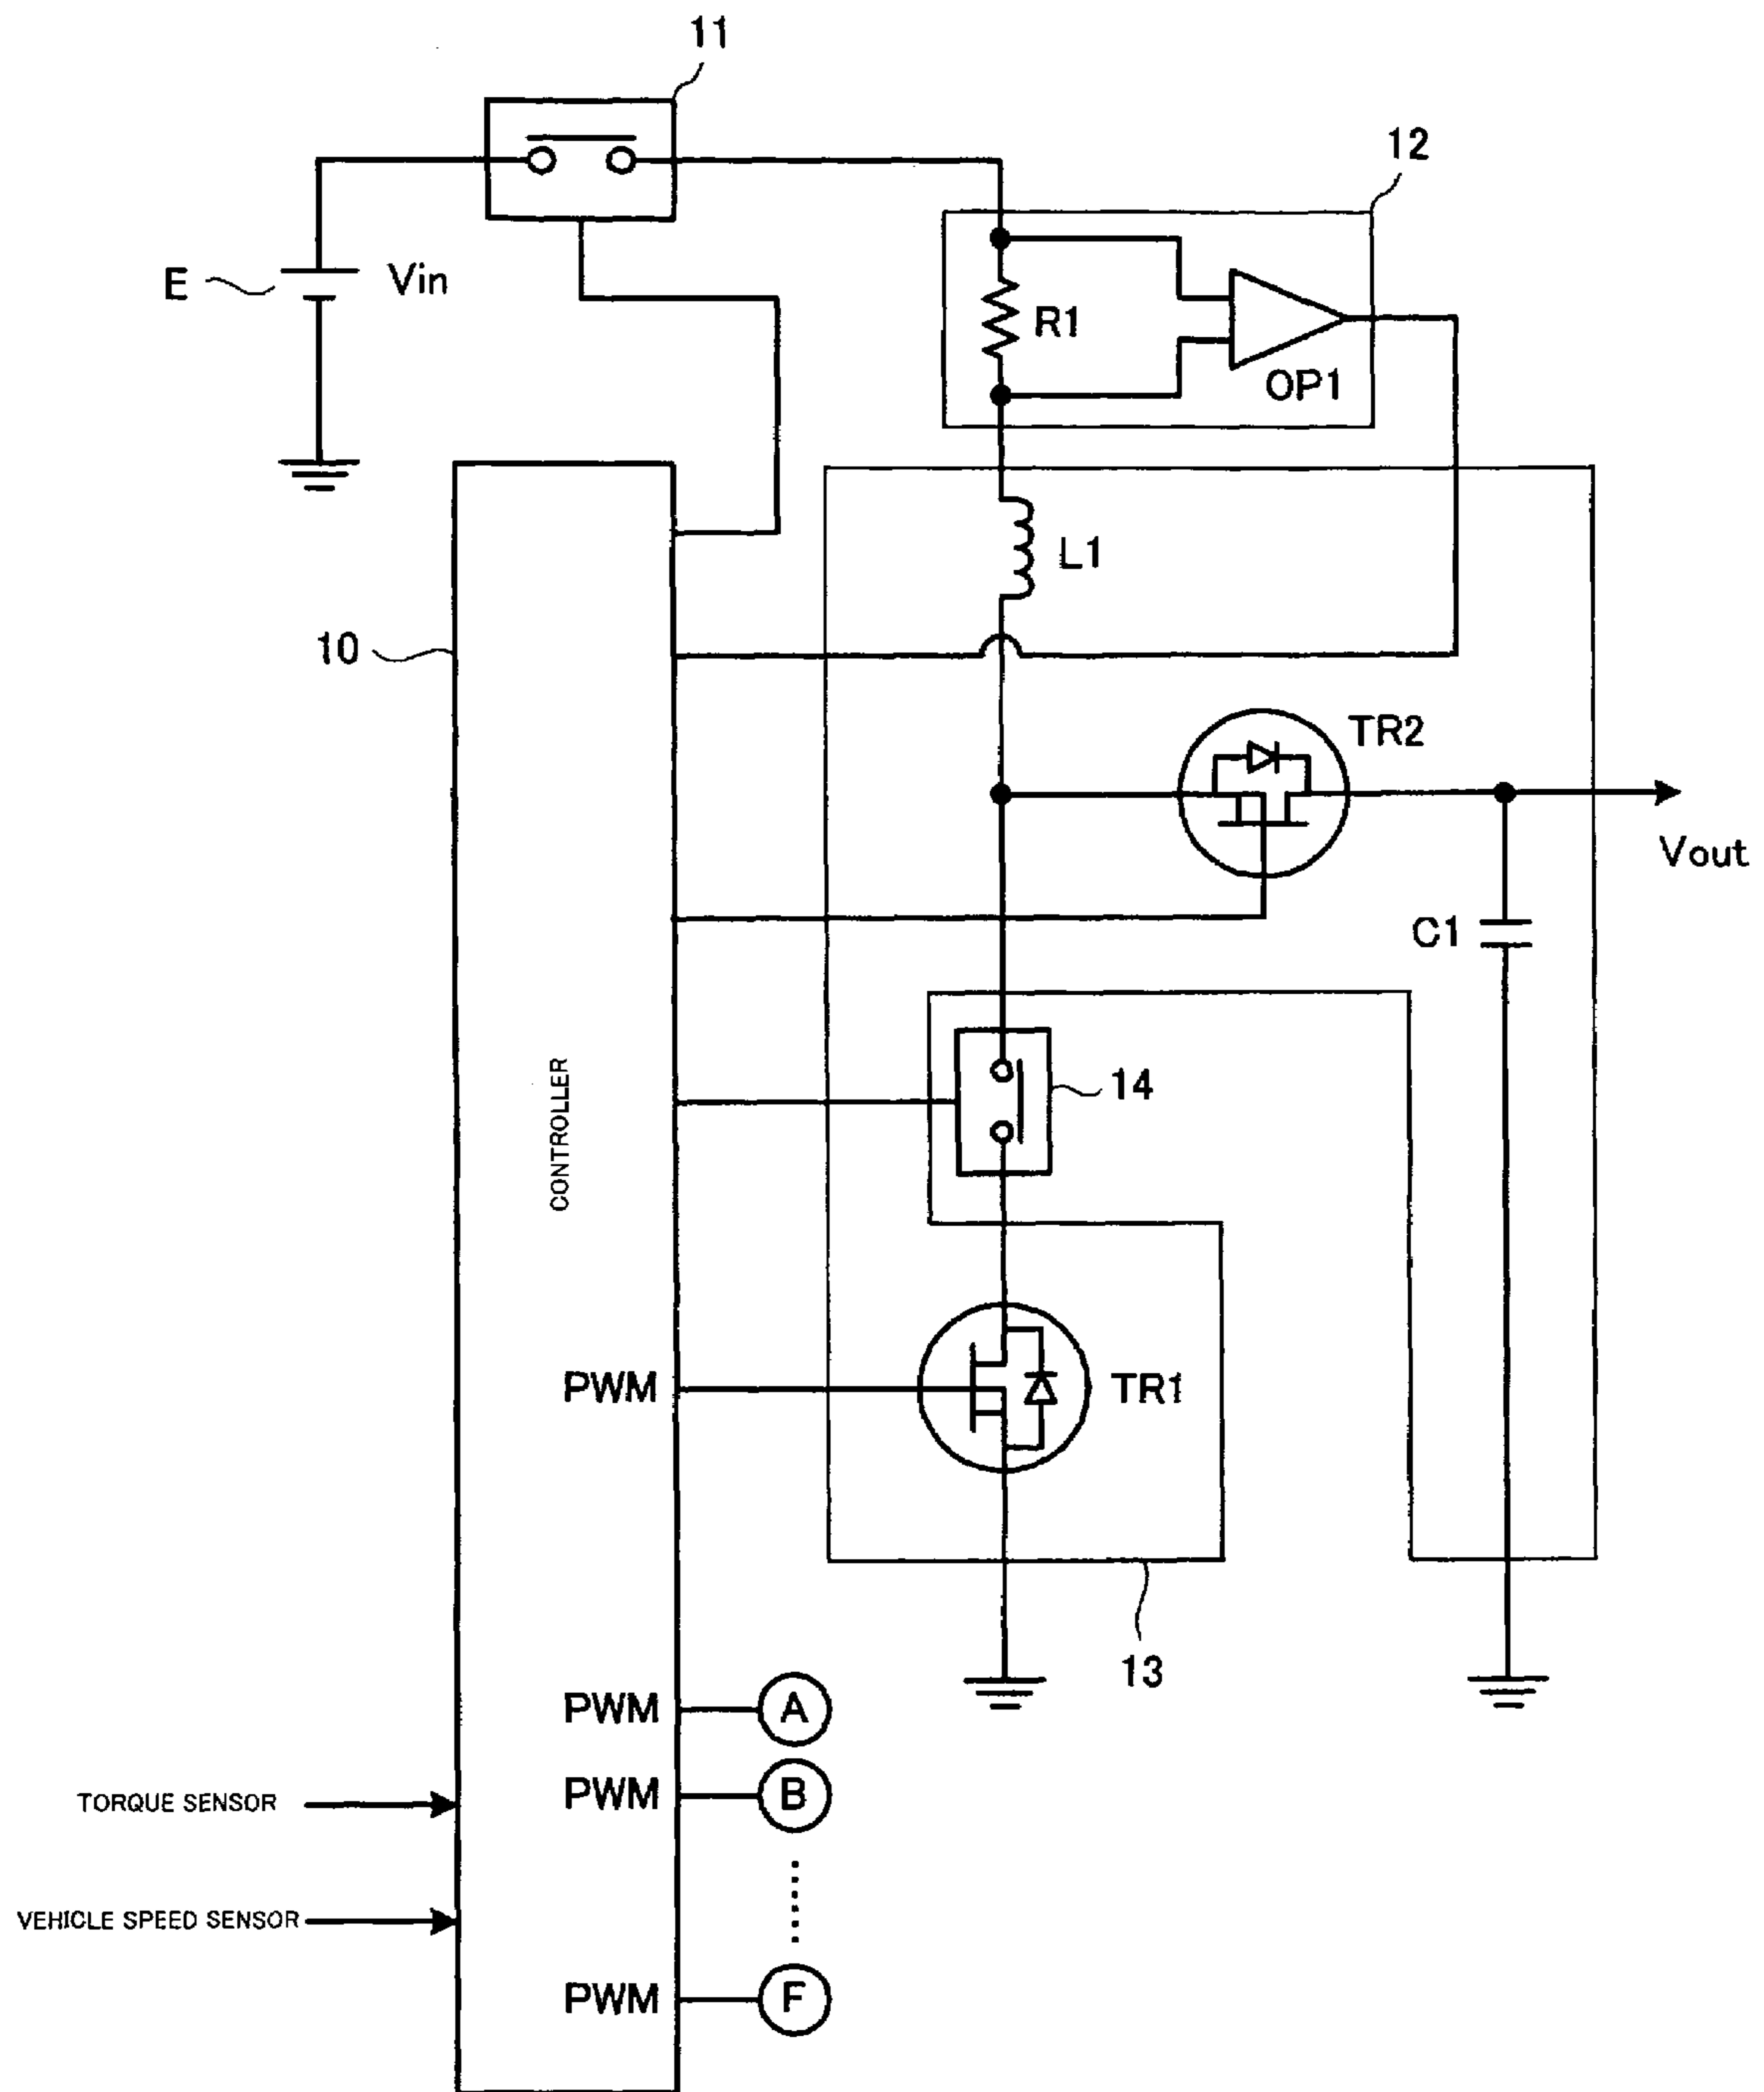 11
12
E
Vin
R1
OP1
L1
10
TR2
Vout
C1
14
CONTROLLER
PWM
TR1
13
PWM
A
PWM
B
TORQUE SENSOR
VEHICLE SPEED SENSOR
PWM
F